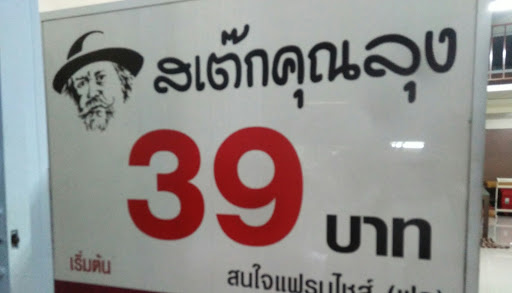 สเต๊กคุณลุง
39 บาท
เริ่มต้น
สนใจแฟรนไชส์